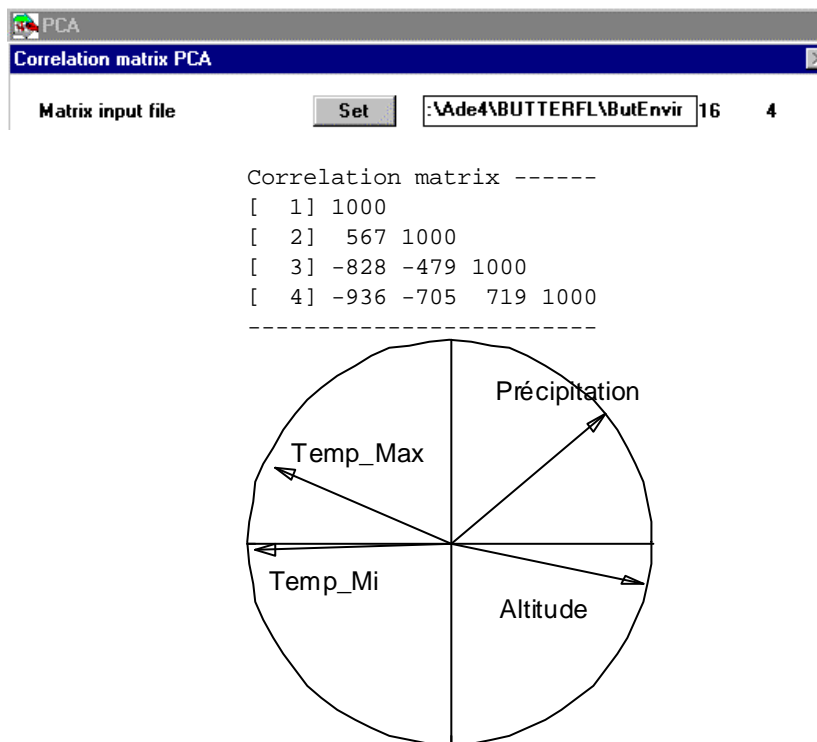 PCA
Correlation matrix PCA
Matrix input file Set :\Ade4\BUTTERFL\ButEnvir 16 4
Correlation matrix ------
[  1] 1000
[  2]  567 1000
[  3] -828 -479 1000
[  4] -936 -705  719 1000
--------------------------
Précipitation
Temp_Max
Temp_Mi
Altitude